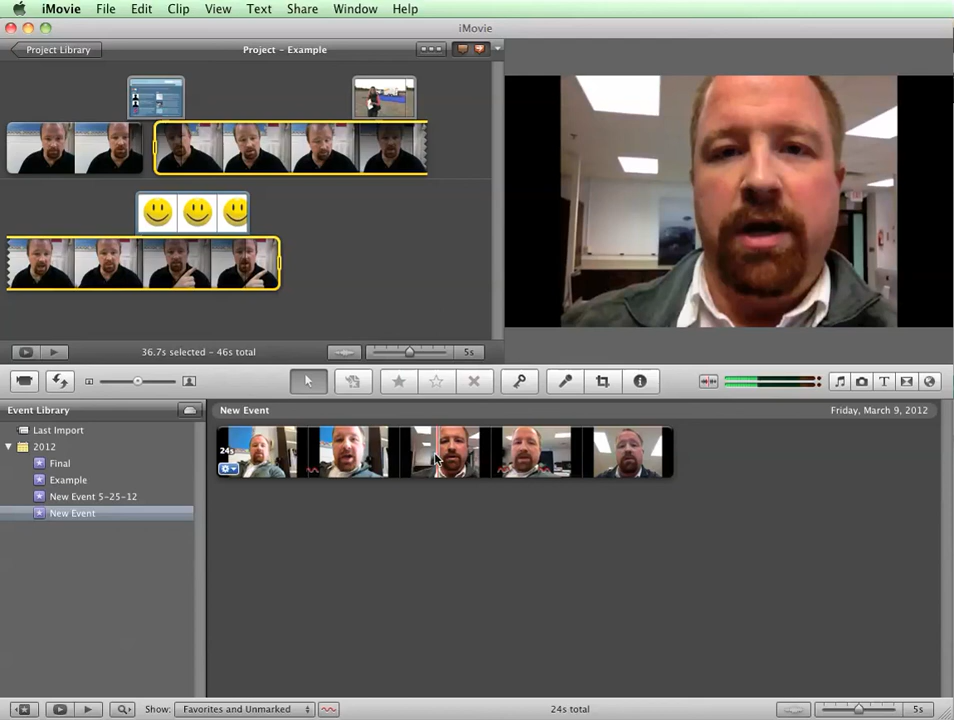 iMovie File Edit Clip View Text Share Window Help
iMovie
Project Library
Project - Example
36.7s selected - 46s total
5s
Event Library
New Event
Friday, March 9, 2012
Last Import
2012
Final
Example
New Event 5-25-12
New Event
24s
Show: Favorites and Unmarked
24s total
5s